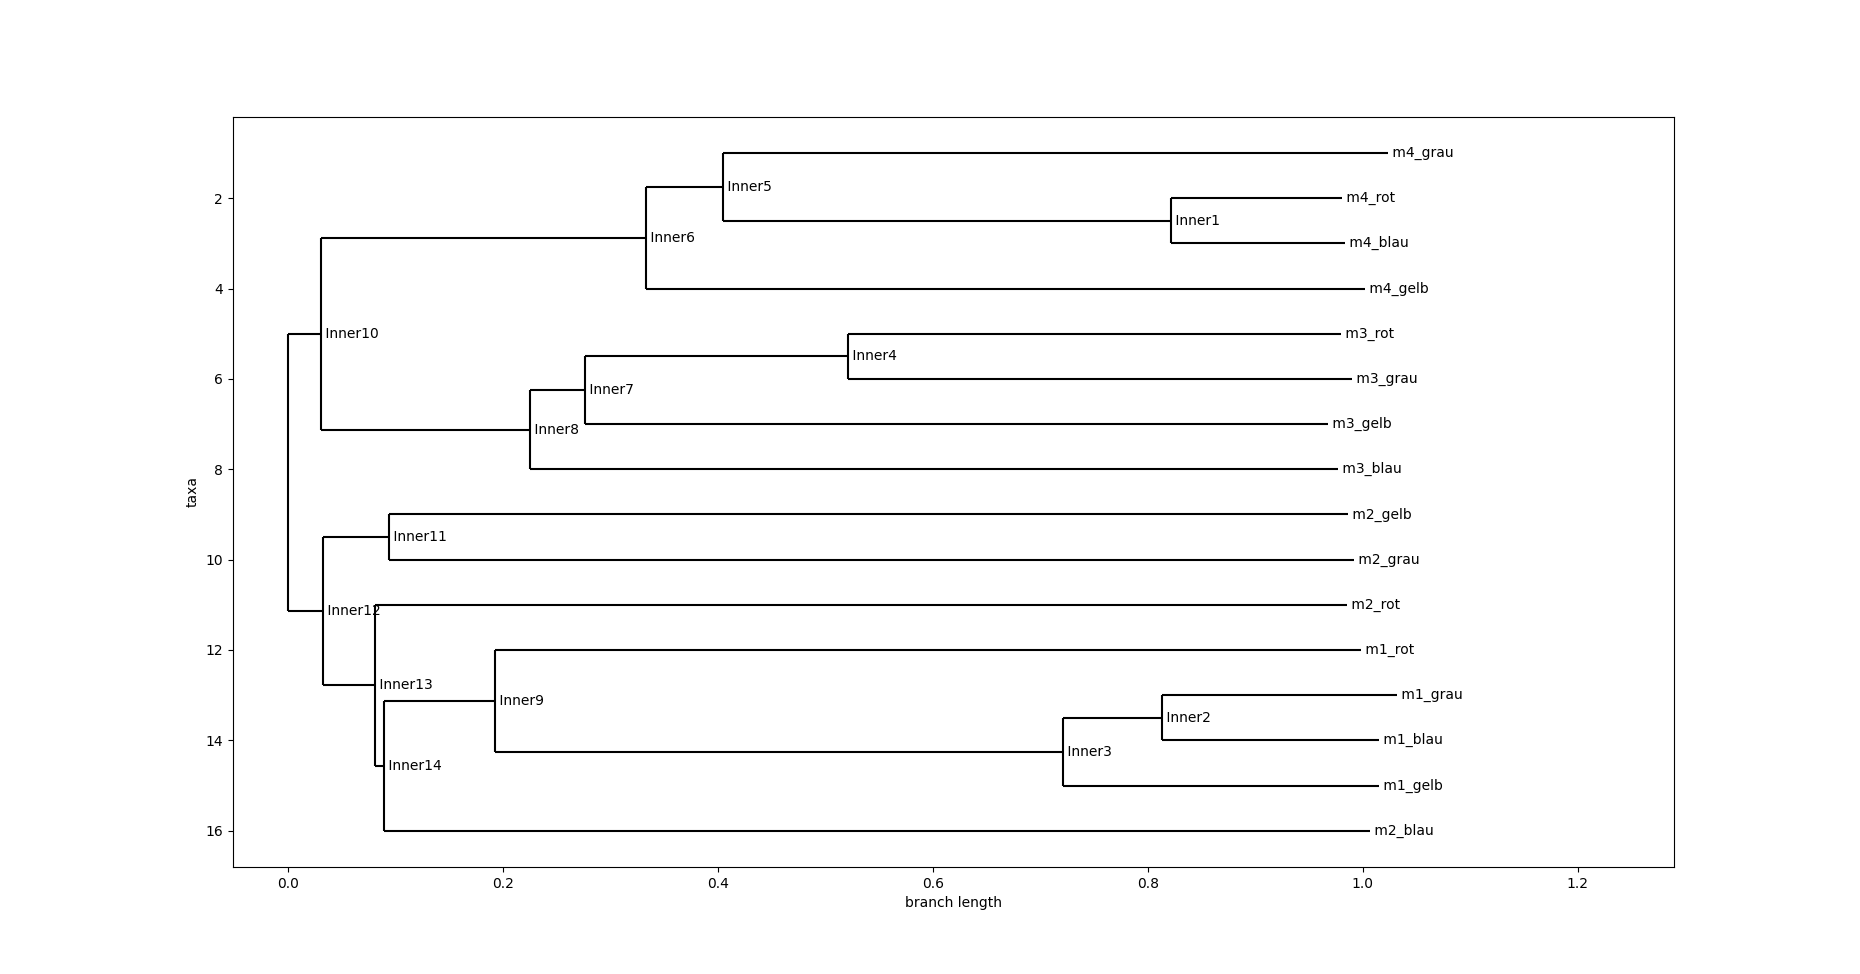 m4_grau
Inner5
m4_rot
2
Inner1
Inner6
m4_blau
4
m4_gelb
Inner10
m3_rot
Inner4
6
m3_grau
Inner7
m3_gelb
Inner8
8
m3_blau
taxa
m2_gelb
Inner11
10
m2_grau
Inner12
m2_rot
12
m1_rot
Inner13
m1_grau
Inner9
Inner2
14
m1_blau
Inner3
Inner14
m1_gelb
16
m2_blau
0.0 0.2 0.4 0.6 0.8 1.0 1.2
branch length